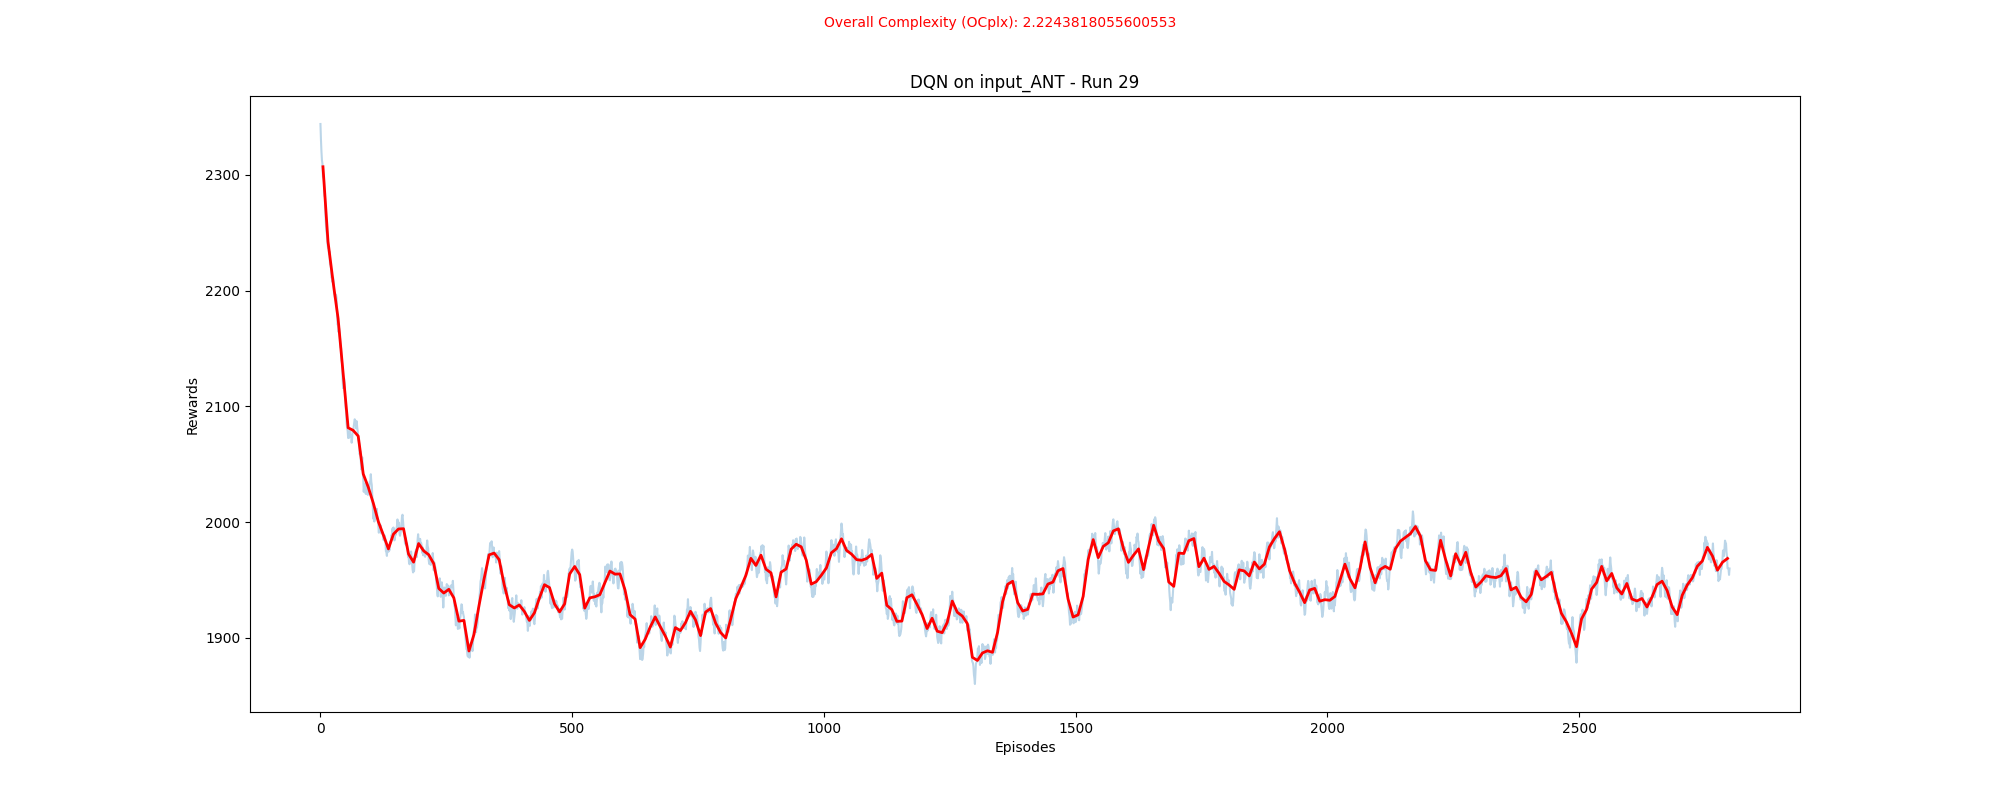 Overall Complexity (OCplx): 2.2243818055600553
DQN on input_ANT - Run 29
2300
2200
2100
2000
1900
Rewards
0 500 1000 1500 2000 2500
Episodes